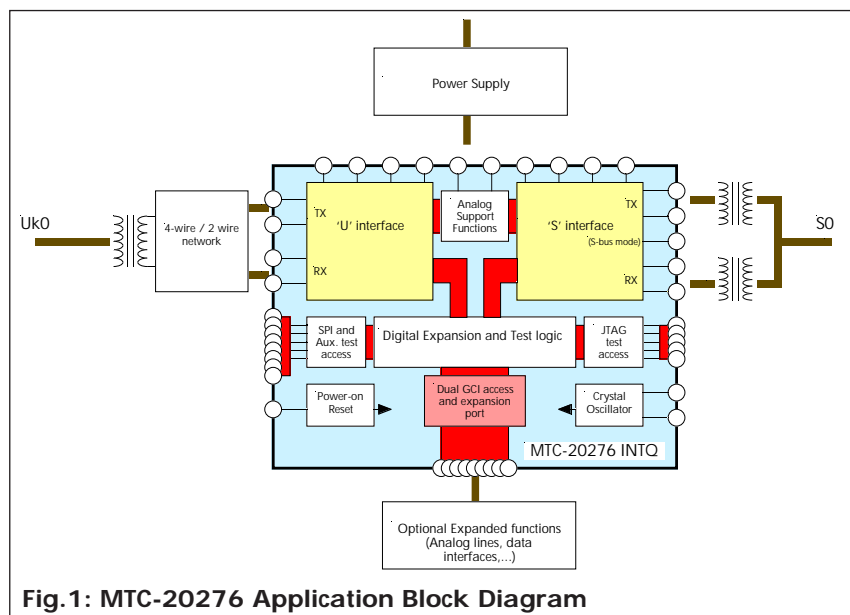 Power Supply
Uk0
4-wire / 2 wire
network
TX
'U' interface
RX
Analog
Support
Functions
TX
'S' interface
(S-bus mode)
RX
S0
SPI and
Aux. test
access
Digital Expansion and Test logic
JTAG
test
access
Power-on
Reset
Dual GCI access
and expansion
port
Crystal
Oscillator
MTC-20276 INTQ
Optional Expanded functions
(Analog lines, data
interfaces,...)
Fig.1: MTC-20276 Application Block Diagram